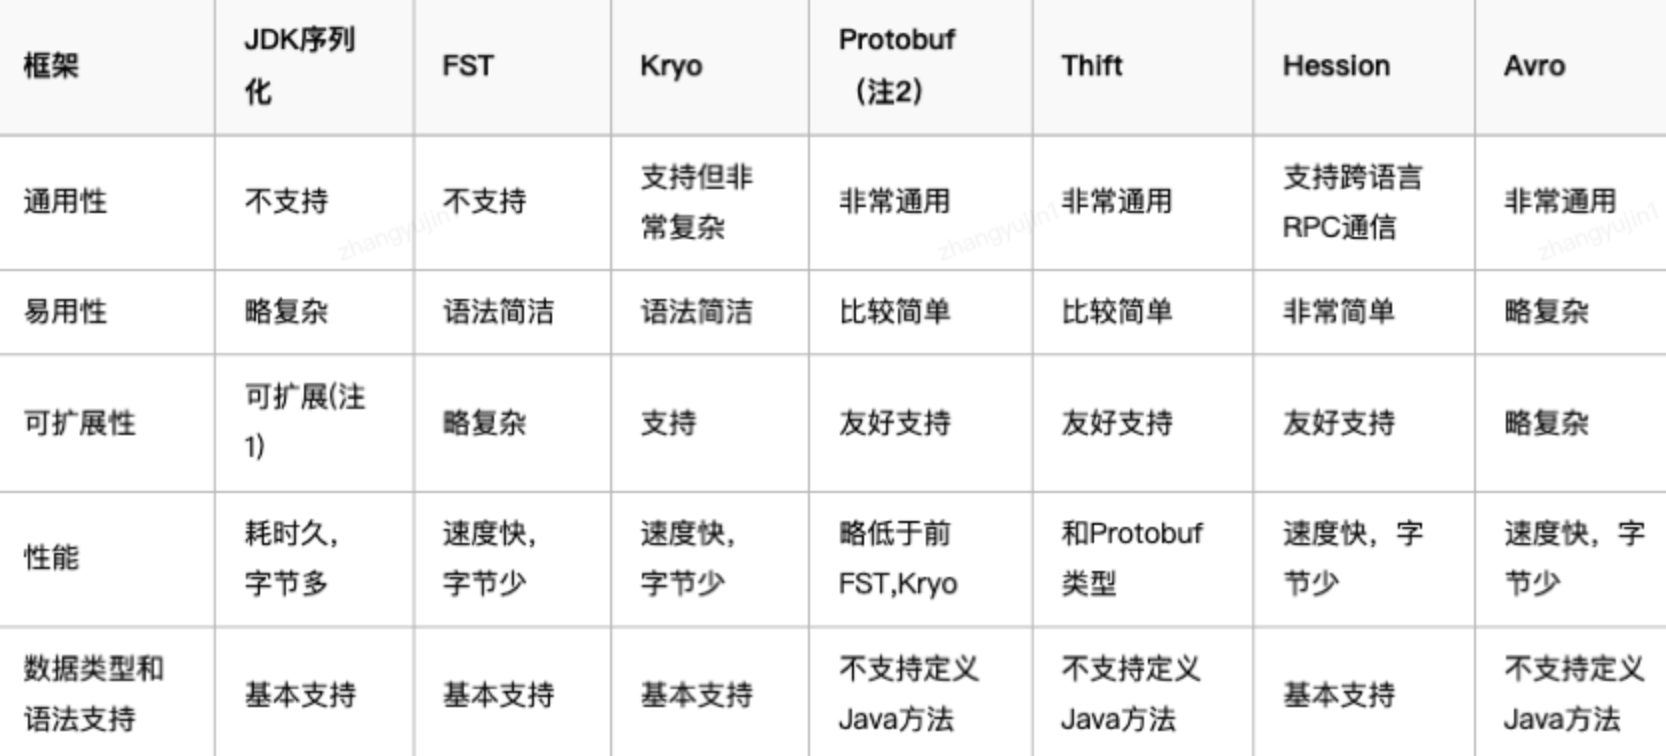 框架
JDK序列
化
FST
Kryo
Protobuf
（注2）
Thift
Hession
Avro
通用性
不支持
不支持
支持但非
常复杂
非常通用
非常通用
支持跨语言
RPC通信
非常通用
易用性
略复杂
语法简洁
语法简洁
比较简单
比较简单
非常简单
略复杂
可扩展性
可扩展(注
1)
略复杂
支持
友好支持
友好支持
友好支持
略复杂
性能
耗时久，
字节多
速度快，
字节少
速度快，
字节少
略低于前
FST,Kryo
和Protobuf
类型
速度快，字
节少
速度快，字
节少
数据类型和
语法支持
基本支持
基本支持
基本支持
不支持定义
Java方法
不支持定义
Java方法
基本支持
不支持定义
Java方法
zhangyujin1
zhangyujin1
zhangyujin1